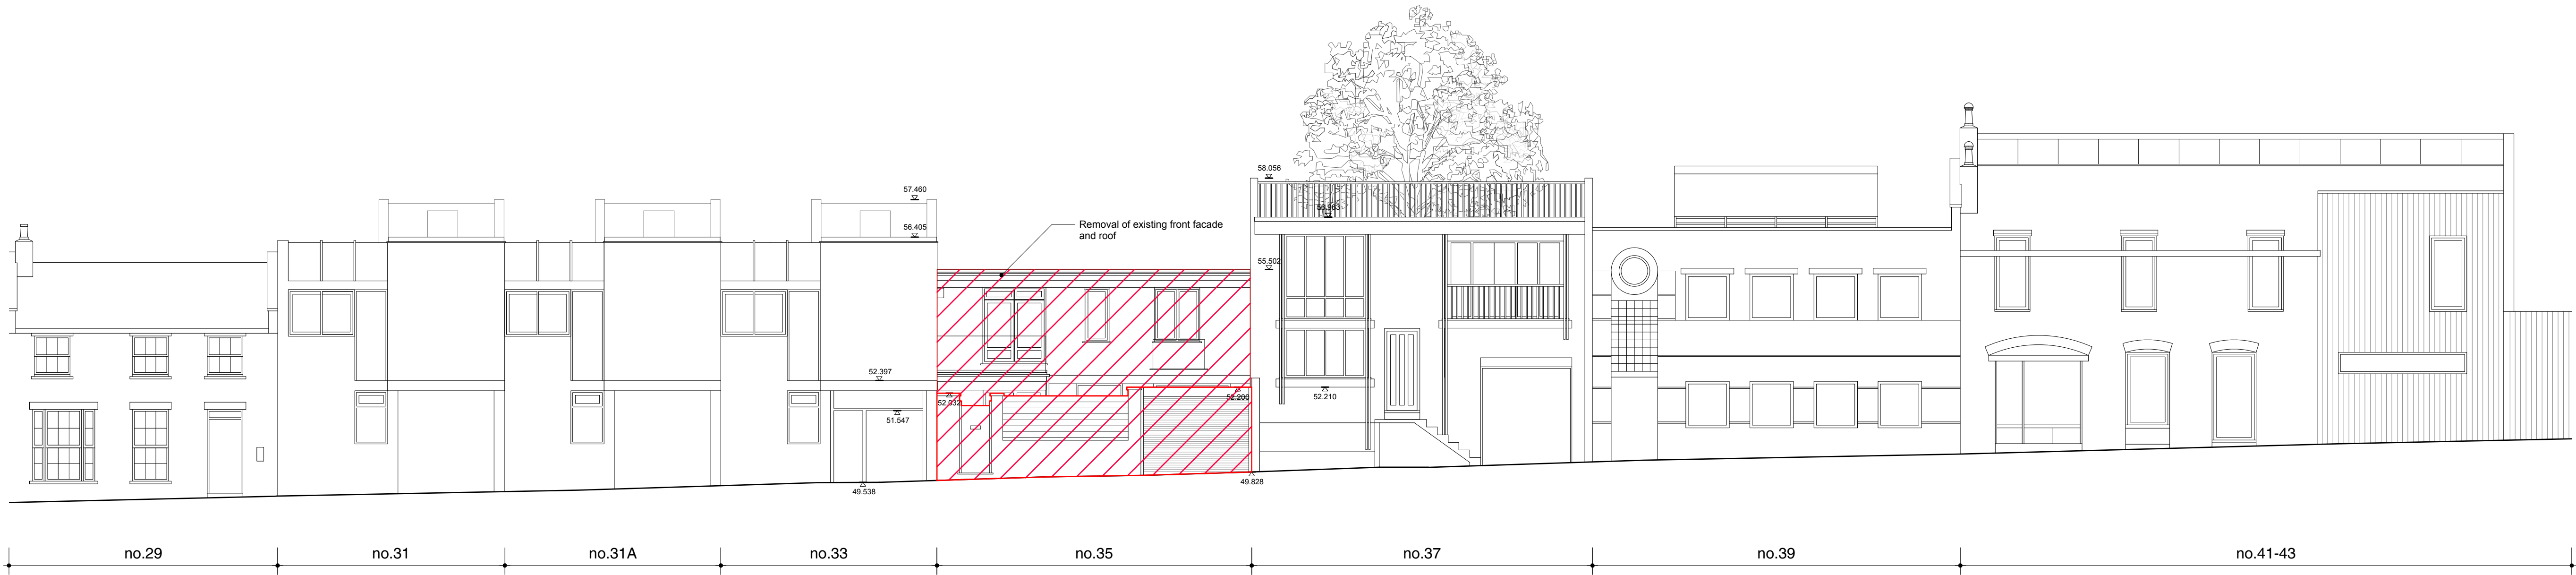 58.056
57.460
56.963
56.405
Removal of existing front facade
and roof
55.502
52.397
52.032
52.200
52.210
51.547
49.538
49.828
no.29
no.31
no.31A
no.33
no.35
no.37
no.39
no.41-43